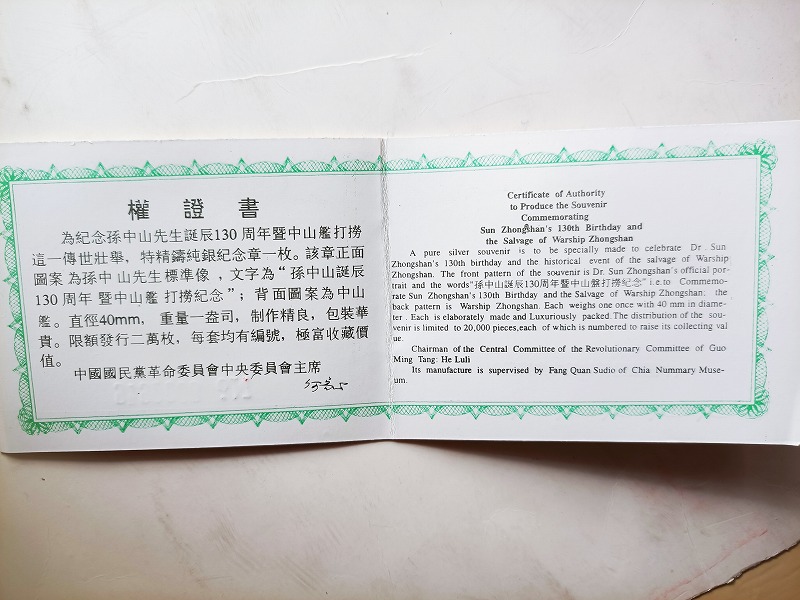 權證書
為紀念孫中山先生誕辰130周年暨中山艦打撈
這一傳世壯舉，特精鑄純銀紀念章一枚。該章正面
圖案為孫中山先生標準像，文字為“孫中山誕辰
130周年暨中山艦打撈紀念”；背面圖案為中山
艦。直徑40mm，重量一盎司，制作精良，包裝華
貴。限額發行二萬枚，每套均有編號，極富收藏價
值。
中國國民黨革命委員會中央委員會主席
Certificate of Authority
to Produce the Souvenir
Commemorating
Sun Zhongshan's 130th Birthday and
the Salvage of Warship Zhongshan
A pure silver souvenir is to be specially made to celebrate Dr. Sun
Zhongshan's 130th birthday and the historical event of the salvage of Warship
Zhongshan. The front pattern of the souvenir is Dr. Sun Zhongshan's official por-
trait and the words"孫中山誕辰130周年暨中山艦打撈紀念" i.e.to Commemo-
rate Sun Zhongshan's 130th Birthday and the Salvage of Warship Zhongshan; the
back pattern is Warship Zhongshan. Each weighs one once with 40 mm in diame-
ter. Each is elaborately made and Luxuriously packed.The distribution of the sou-
venir is limited to 20,000 pieces,each of which is numbered to raise its collecting val
ue.
Chairman of the Central Committee of the Revolutionary Committee of Guo
Ming Tang: He Luli
Its manufacture is supervised by Fang Quan Sudio of Chia Nummary Muse-
um.